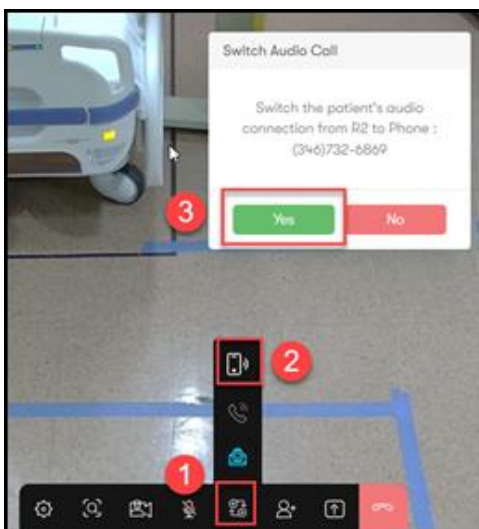 Switch Audio Call
Switch the patient's audio
connection from R2 to Phone :
(346)732-6869
3
Yes
No
2
1